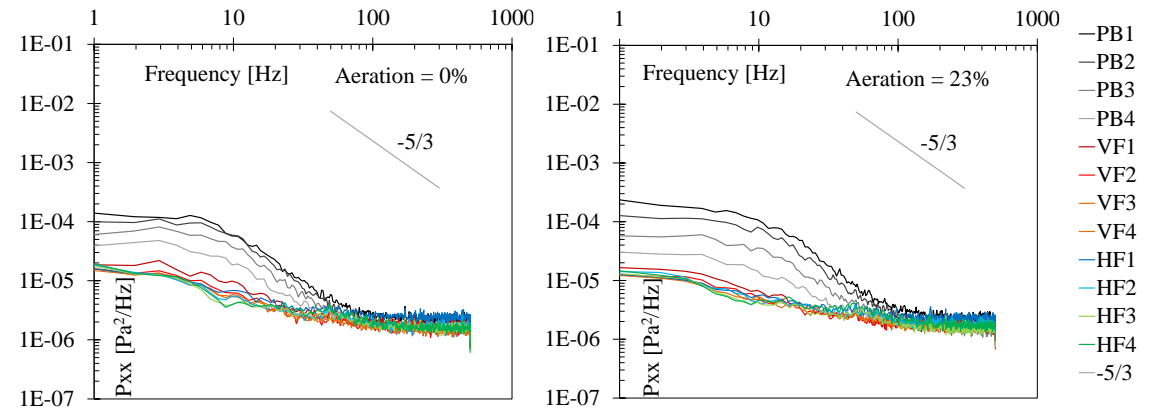 1 10 100 1000
1E-01
1E-02
1E-03
1E-04
1E-05
1E-06
1E-07
Frequency [Hz]
Aeration = 0%
-5/3
Pxx [Pa²/Hz]
1 10 100 1000
1E-01
1E-02
1E-03
1E-04
1E-05
1E-06
1E-07
Frequency [Hz]
Aeration = 23%
-5/3
Pxx [Pa²/Hz]
PB1
PB2
PB3
PB4
VF1
VF2
VF3
VF4
HF1
HF2
HF3
HF4
-5/3